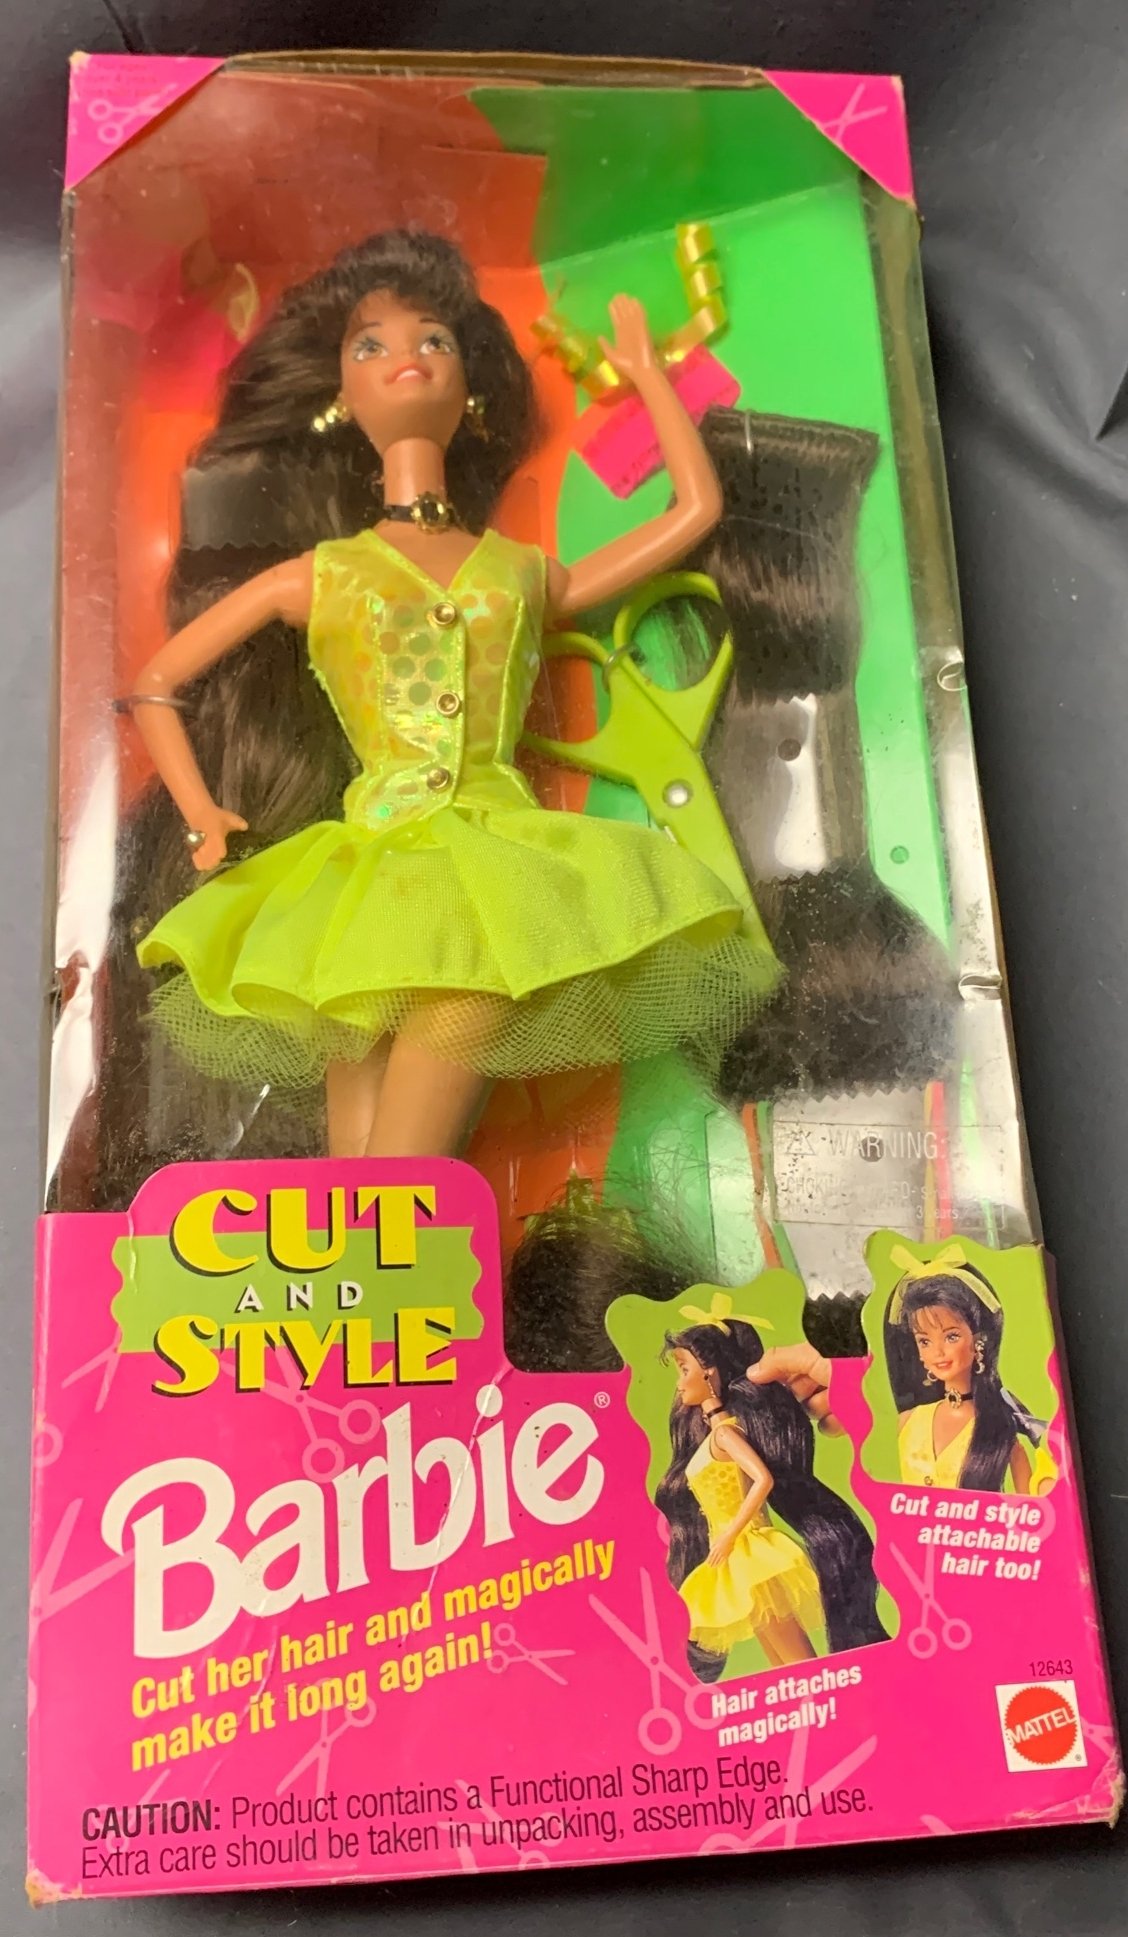 WARNING:
CUT
AND
STYLE
Barbie®
Cut her hair and magically
make it long again!
Cut and style
attachable
hair too!
Hair attaches
magically!
12643
MATTEL
®
CAUTION: Product contains a Functional Sharp Edge.
Extra care should be taken in unpacking, assembly and use.